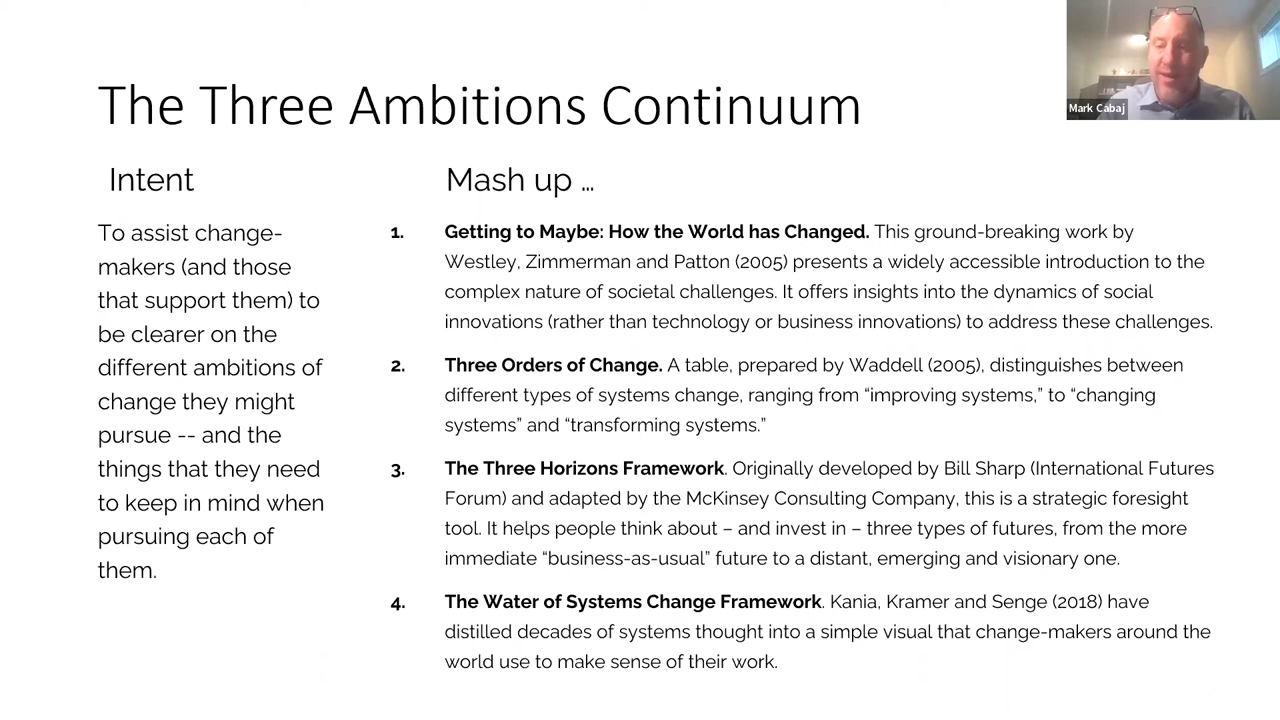 The Three Ambitions Continuum
Mark Cabaj
Intent
To assist change-
makers (and those
that support them) to
be clearer on the
different ambitions of
change they might
pursue -- and the
things that they need
to keep in mind when
pursuing each of
them.
Mash up ...
1. Getting to Maybe: How the World has Changed. This ground-breaking work by
Westley, Zimmerman and Patton (2005) presents a widely accessible introduction to the
complex nature of societal challenges. It offers insights into the dynamics of social
innovations (rather than technology or business innovations) to address these challenges.
2. Three Orders of Change. A table, prepared by Waddell (2005), distinguishes between
different types of systems change, ranging from “improving systems,” to “changing
systems” and “transforming systems.”
3. The Three Horizons Framework. Originally developed by Bill Sharp (International Futures
Forum) and adapted by the McKinsey Consulting Company, this is a strategic foresight
tool. It helps people think about – and invest in – three types of futures, from the more
immediate “business-as-usual” future to a distant, emerging and visionary one.
4. The Water of Systems Change Framework. Kania, Kramer and Senge (2018) have
distilled decades of systems thought into a simple visual that change-makers around the
world use to make sense of their work.